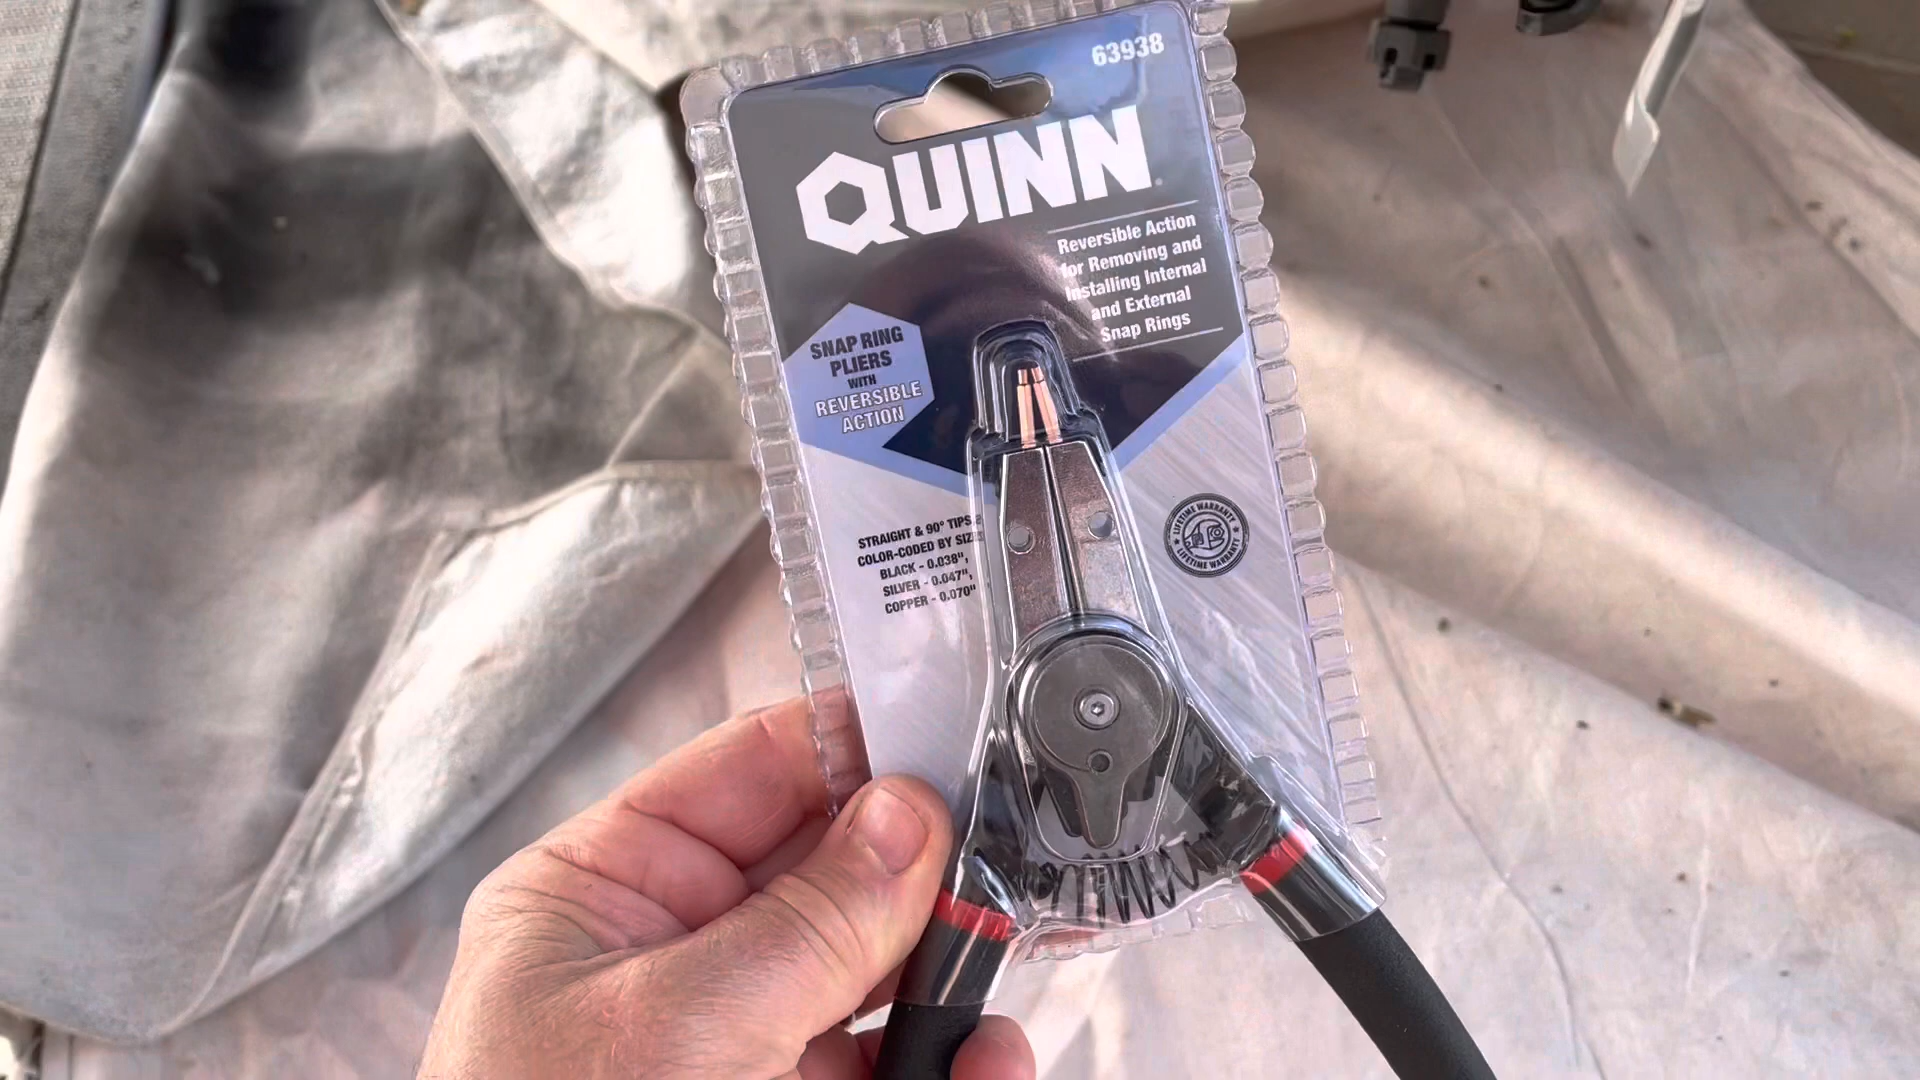 63938
QUINN
Reversible Action
for Removing and
Installing Internal
and External
Snap Rings
SNAP RING
PLIERS
WITH
REVERSIBLE
ACTION
STRAIGHT & 90° TIPS
COLOR-CODED BY SIZE
BLACK - 0.038",
SILVER - 0.047",
COPPER - 0.070"
LIFETIME WARRANTY
LIFETIME WARRANTY